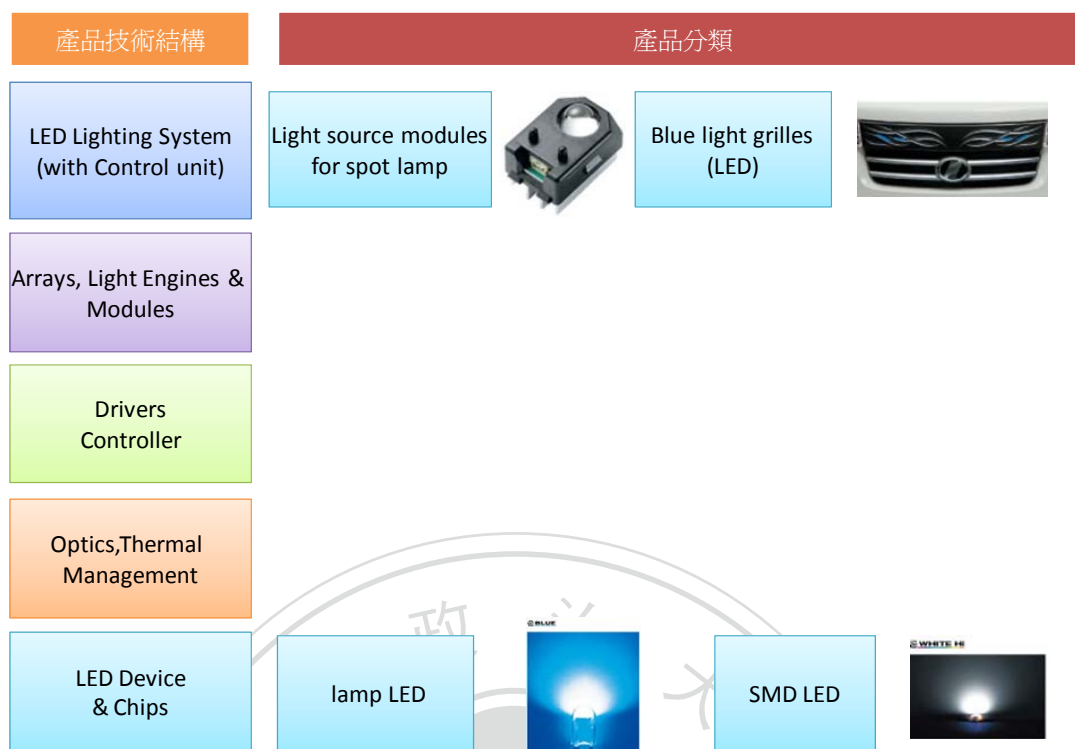 產品技術結構
產品分類
LED Lighting System
(with Control unit)
Light source modules
for spot lamp
Blue light grilles
(LED)
Arrays, Light Engines &
Modules
Drivers
Controller
Optics,Thermal
Management
政
大
BLUE
WHITE HI
LED Device
& Chips
lamp LED
SMD LED